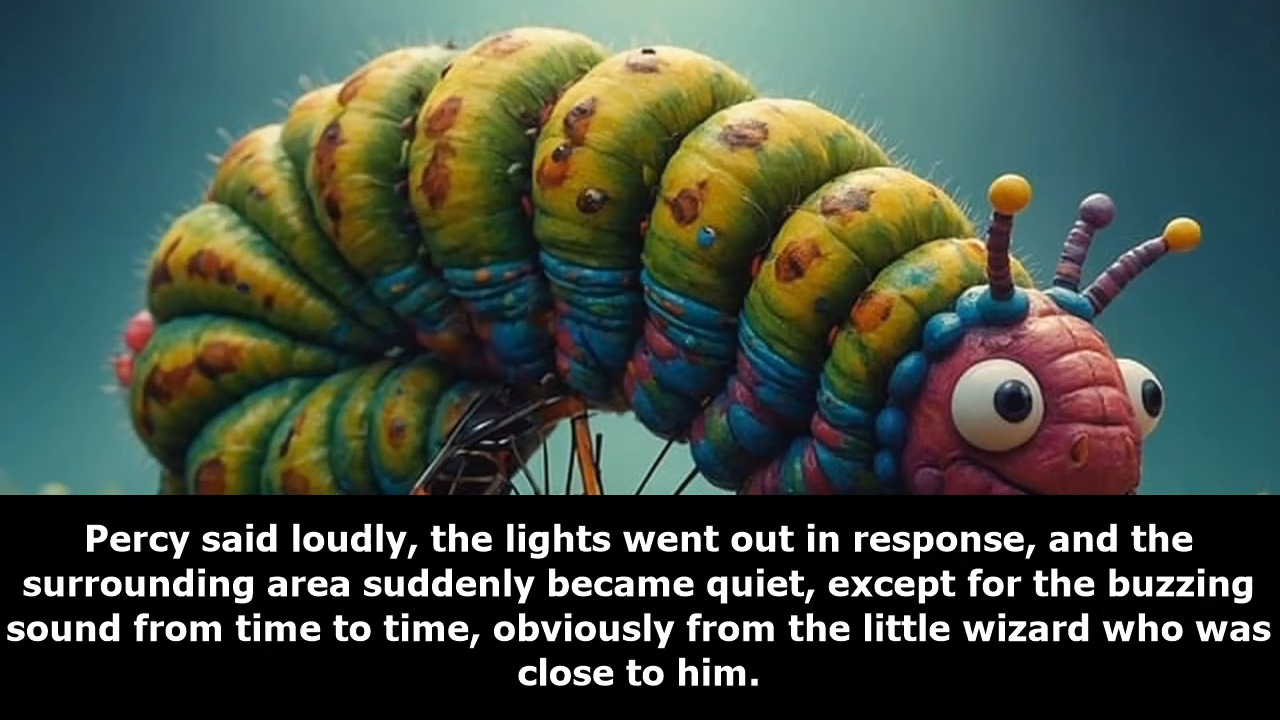 Percy said loudly, the lights went out in response, and the
surrounding area suddenly became quiet, except for the buzzing
sound from time to time, obviously from the little wizard who was
close to him.